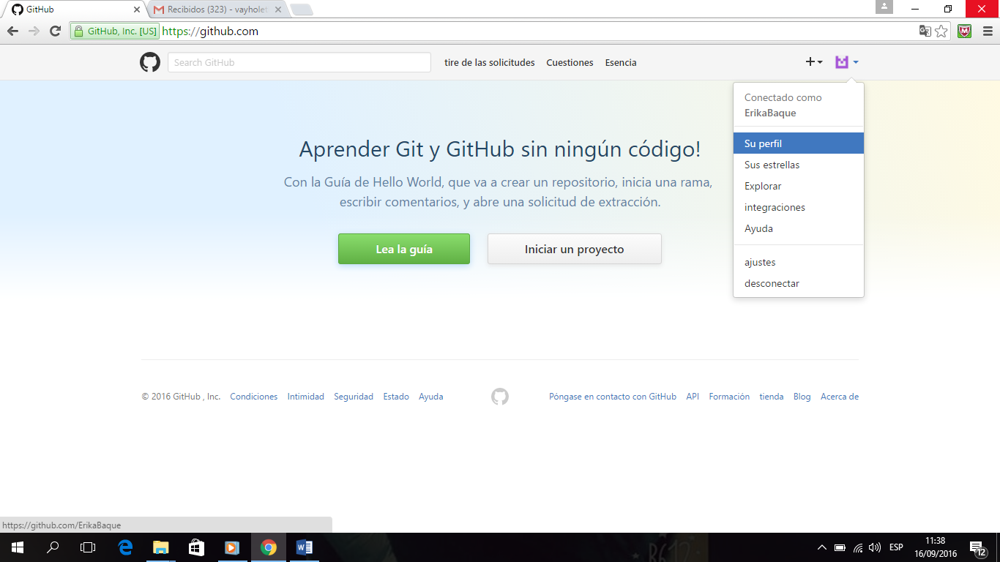 GitHub
Recibidos (323) - vayholet
GitHub, Inc. [US] https://github.com
Search GitHub
tire de las solicitudes Cuestiones Esencia
Conectado como
ErikaBaque
Su perfil
Sus estrellas
Explorar
integraciones
Ayuda
ajustes
desconectar
Aprender Git y GitHub sin ningún código!
Con la Guía de Hello World, que va a crear un repositorio, inicia una rama,
escribir comentarios, y abre una solicitud de extracción.
Lea la guía Iniciar un proyecto
© 2016 GitHub , Inc. Condiciones Intimidad Seguridad Estado Ayuda Póngase en contacto con GitHub API Formación tienda Blog Acerca de
https://github.com/ErikaBaque
R612
ESP
11:38
16/09/2016
12